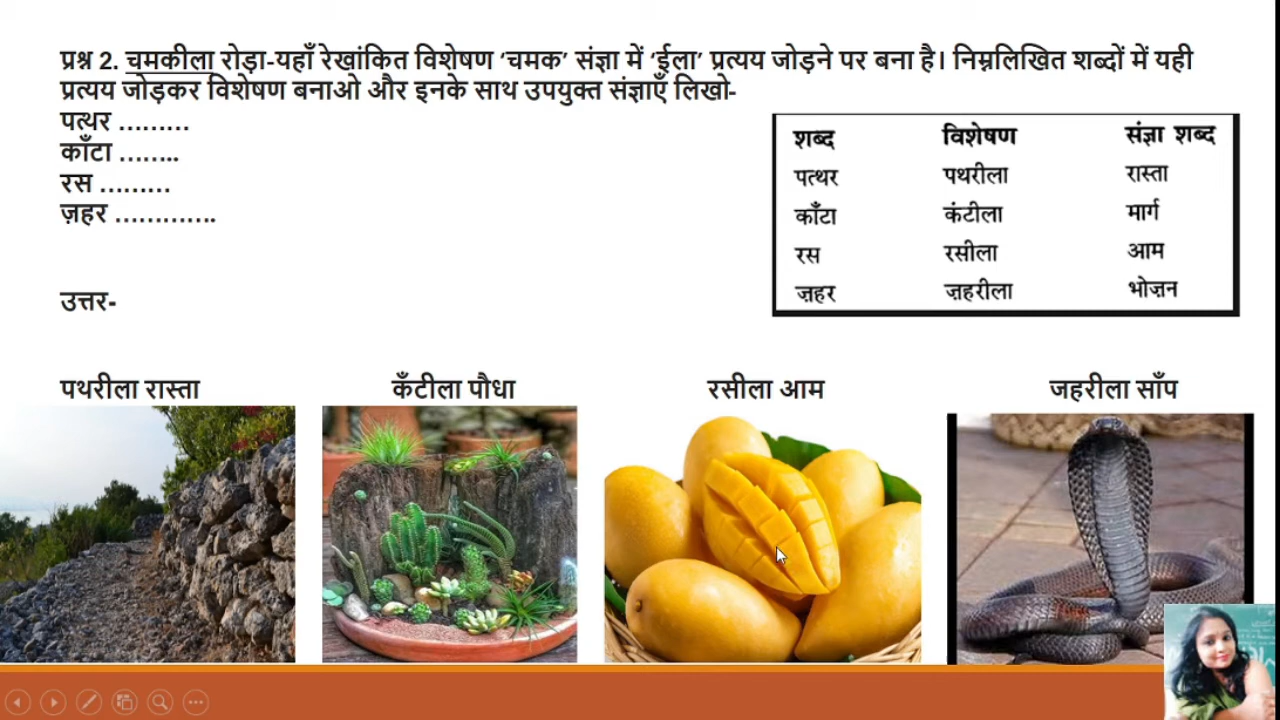 प्रश्न 2. चमकीला रोड़ा-यहाँ रेखांकित विशेषण ‘चमक’ संज्ञा में ‘ईला’ प्रत्यय जोड़ने पर बना है। निम्नलिखित शब्दों में यही
प्रत्यय जोड़कर विशेषण बनाओ और इनके साथ उपयुक्त संज्ञाएँ लिखो-
पत्थर ………
काँटा ……..
रस ………
ज़हर ………….
शब्द विशेषण संज्ञा शब्द
पत्थर पथरीला रास्ता
काँटा कंटीला मार्ग
रस रसीला आम
ज़हर ज़हरीला भोज़न
उत्तर-
पथरीला रास्ता कँटीला पौधा रसीला आम जहरीला साँप